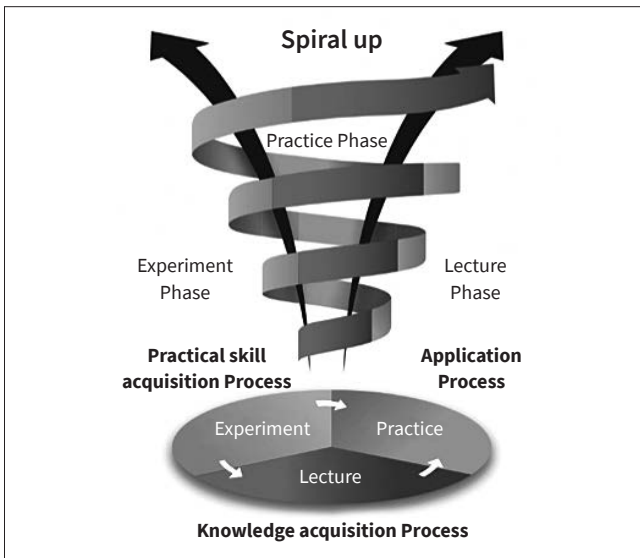 Spiral up
Practice Phase
Experiment
Phase
Lecture
Phase
Practical skill
acquisition Process
Application
Process
Experiment
Practice
Lecture
Knowledge acquisition Process